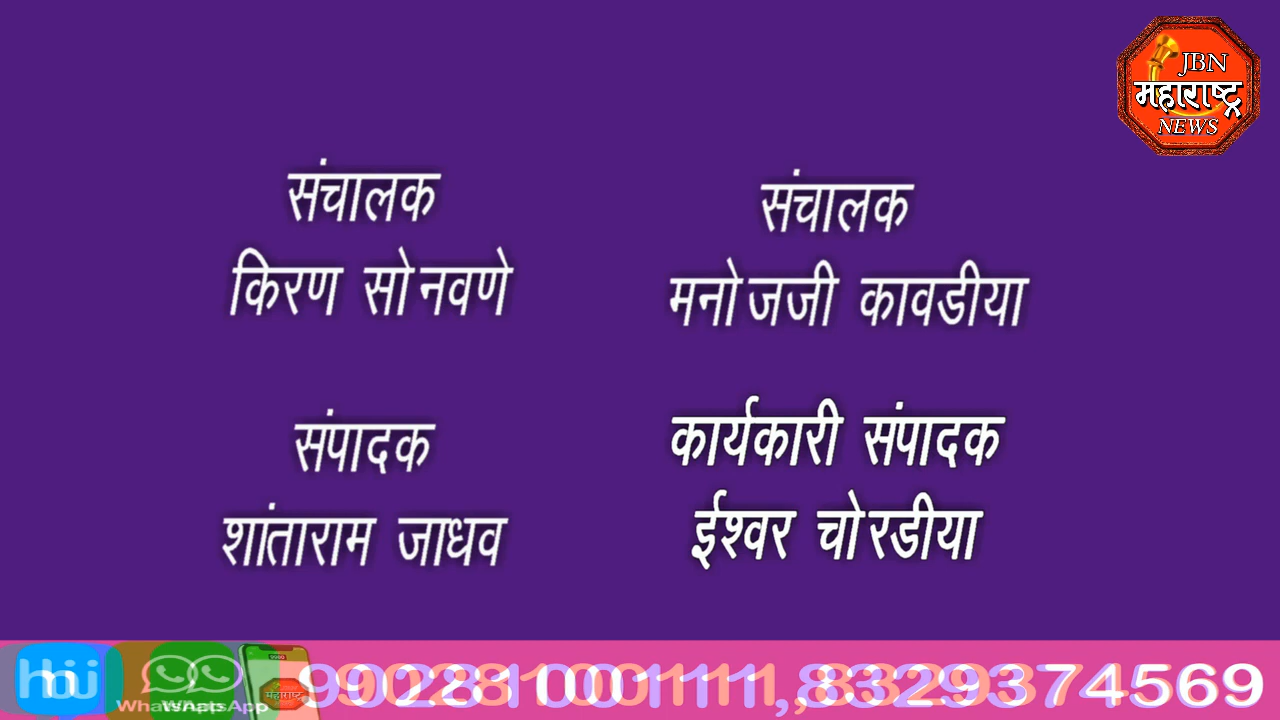 JBN
महाराष्ट्र
NEWS
संचालक
किरण सोनवणे
संचालक
मनोजजी कावडीया
संपादक
शांताराम जाधव
कार्यकारी संपादक
ईश्वर चोरडीया
WhatsApp 8329374569